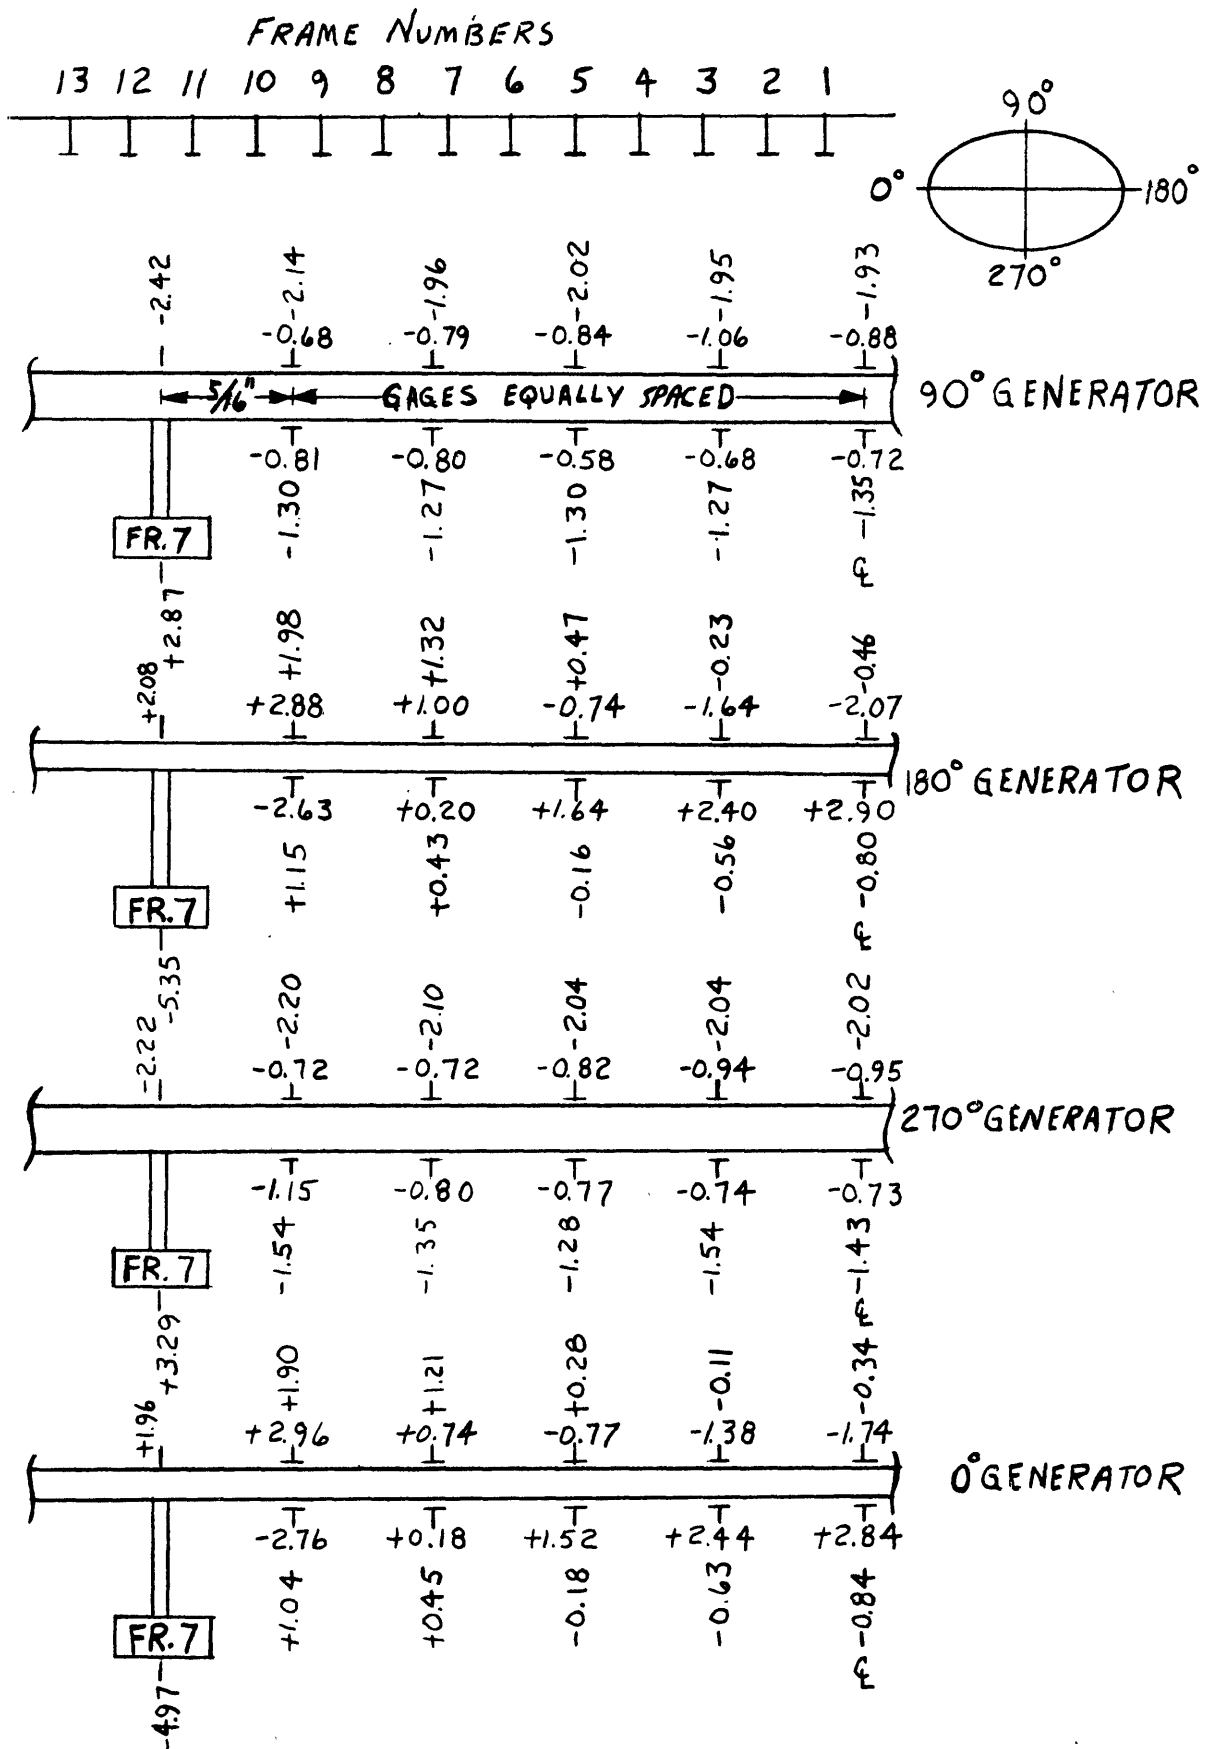 FRAME NUMBERS
13 12 11 10 9 8 7 6 5 4 3 2 1
90°
0° 180°
270°
-2.42 -2.14 -1.96 -2.02 -1.95 -1.93
-0.68 -0.79 -0.84 -1.06 -0.88
5/16" GAGES EQUALLY SPACED
90° GENERATOR
-0.81 -0.80 -0.58 -0.68 -0.72
-1.30 -1.27 -1.30 -1.27 -1.35
FR. 7
℄
+2.87
+2.08 +1.98 +1.32 +0.47 -0.23 -0.46
+2.88 +1.00 -0.74 -1.64 -2.07
180° GENERATOR
-2.63 +0.20 +1.64 +2.40 +2.90
+1.15 +0.43 -0.16 -0.56 -0.80
FR. 7
℄
-5.35
-2.22 -2.20 -2.10 -2.04 -2.04 -2.02
-0.72 -0.72 -0.82 -0.94 -0.95
270° GENERATOR
-1.15 -0.80 -0.77 -0.74 -0.73
-1.54 -1.35 -1.28 -1.54 -1.43
FR. 7
℄
+3.29
+1.96 +1.90 +1.21 +0.28 -0.11 -0.34
+2.96 +0.74 -0.77 -1.38 -1.74
0° GENERATOR
-2.76 +0.18 +1.52 +2.44 +2.84
+1.04 +0.45 -0.18 -0.63 -0.84
FR. 7
℄
-4.97